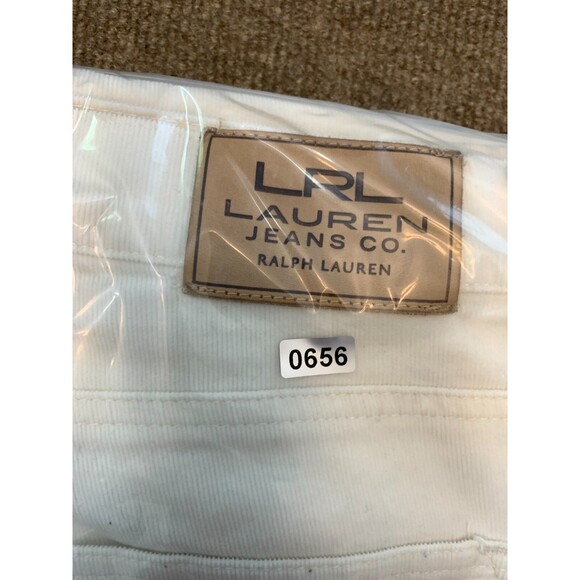 LRL
LAUREN
JEANS CO.
RALPH LAUREN
0656